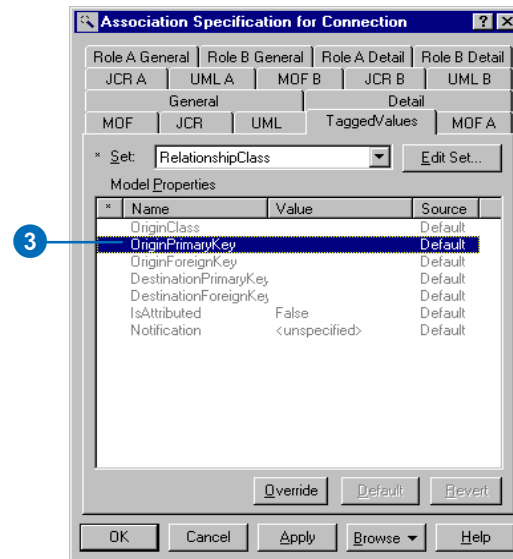 Association Specification for Connection ? X
Role A General Role B General Role A Detail Role B Detail
JCR A UML A MOF B JCR B UML B
General Detail
MOF JCR UML TaggedValues MOF A
* Set: RelationshipClass Edit Set...
Model Properties
* Name Value Source
OriginClass Default
3 OriginPrimaryKey Default
OriginForeignKey Default
DestinationPrimaryKey Default
DestinationForeignKey Default
IsAttributed False Default
Notification <unspecified> Default
Override Default Revert
OK Cancel Apply Browse Help